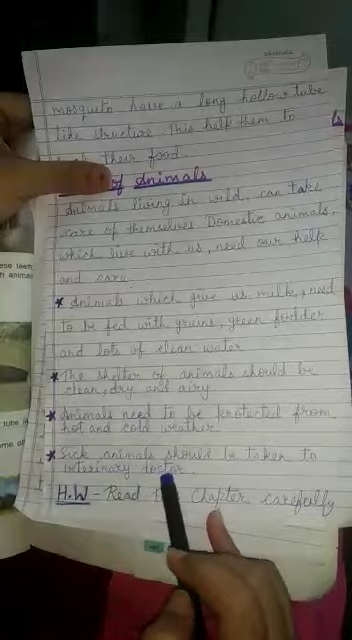 mosquito have a long hollow tube
like structure. This help them to
their food
of Animals
Animals living in wild, can take
care of themselves. Domestic animals,
which live with us, need our help
and care.
* Animals which give us milk, need
to be fed with grains, green fodder
and lots of clean water
* The shelter of animals should be
clean, dry and airy
* Animals need to be protected from
hot and cold weather.
* Sick animals should be taken to
veterinary doctor.
H.W - Read Chapter carefully